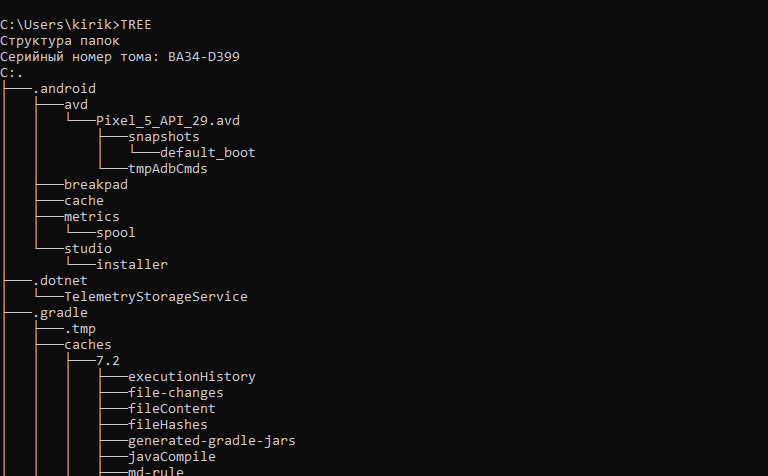 C:\Users\kirik>TREE
Структура папок
Серийный номер тома: BA34-D399
C:.
├───.android
│   ├───avd
│   │   └───Pixel_5_API_29.avd
│   │       ├───snapshots
│   │       │   └───default_boot
│   │       └───tmpAdbCmds
│   ├───breakpad
│   ├───cache
│   ├───metrics
│   │   └───spool
│   └───studio
│       └───installer
├───.dotnet
│   └───TelemetryStorageService
├───.gradle
│   ├───.tmp
│   ├───caches
│   │   ├───7.2
│   │   │   ├───executionHistory
│   │   │   ├───file-changes
│   │   │   ├───fileContent
│   │   │   ├───fileHashes
│   │   │   ├───generated-gradle-jars
│   │   │   ├───javaCompile
│   │   │   ├───md-rule